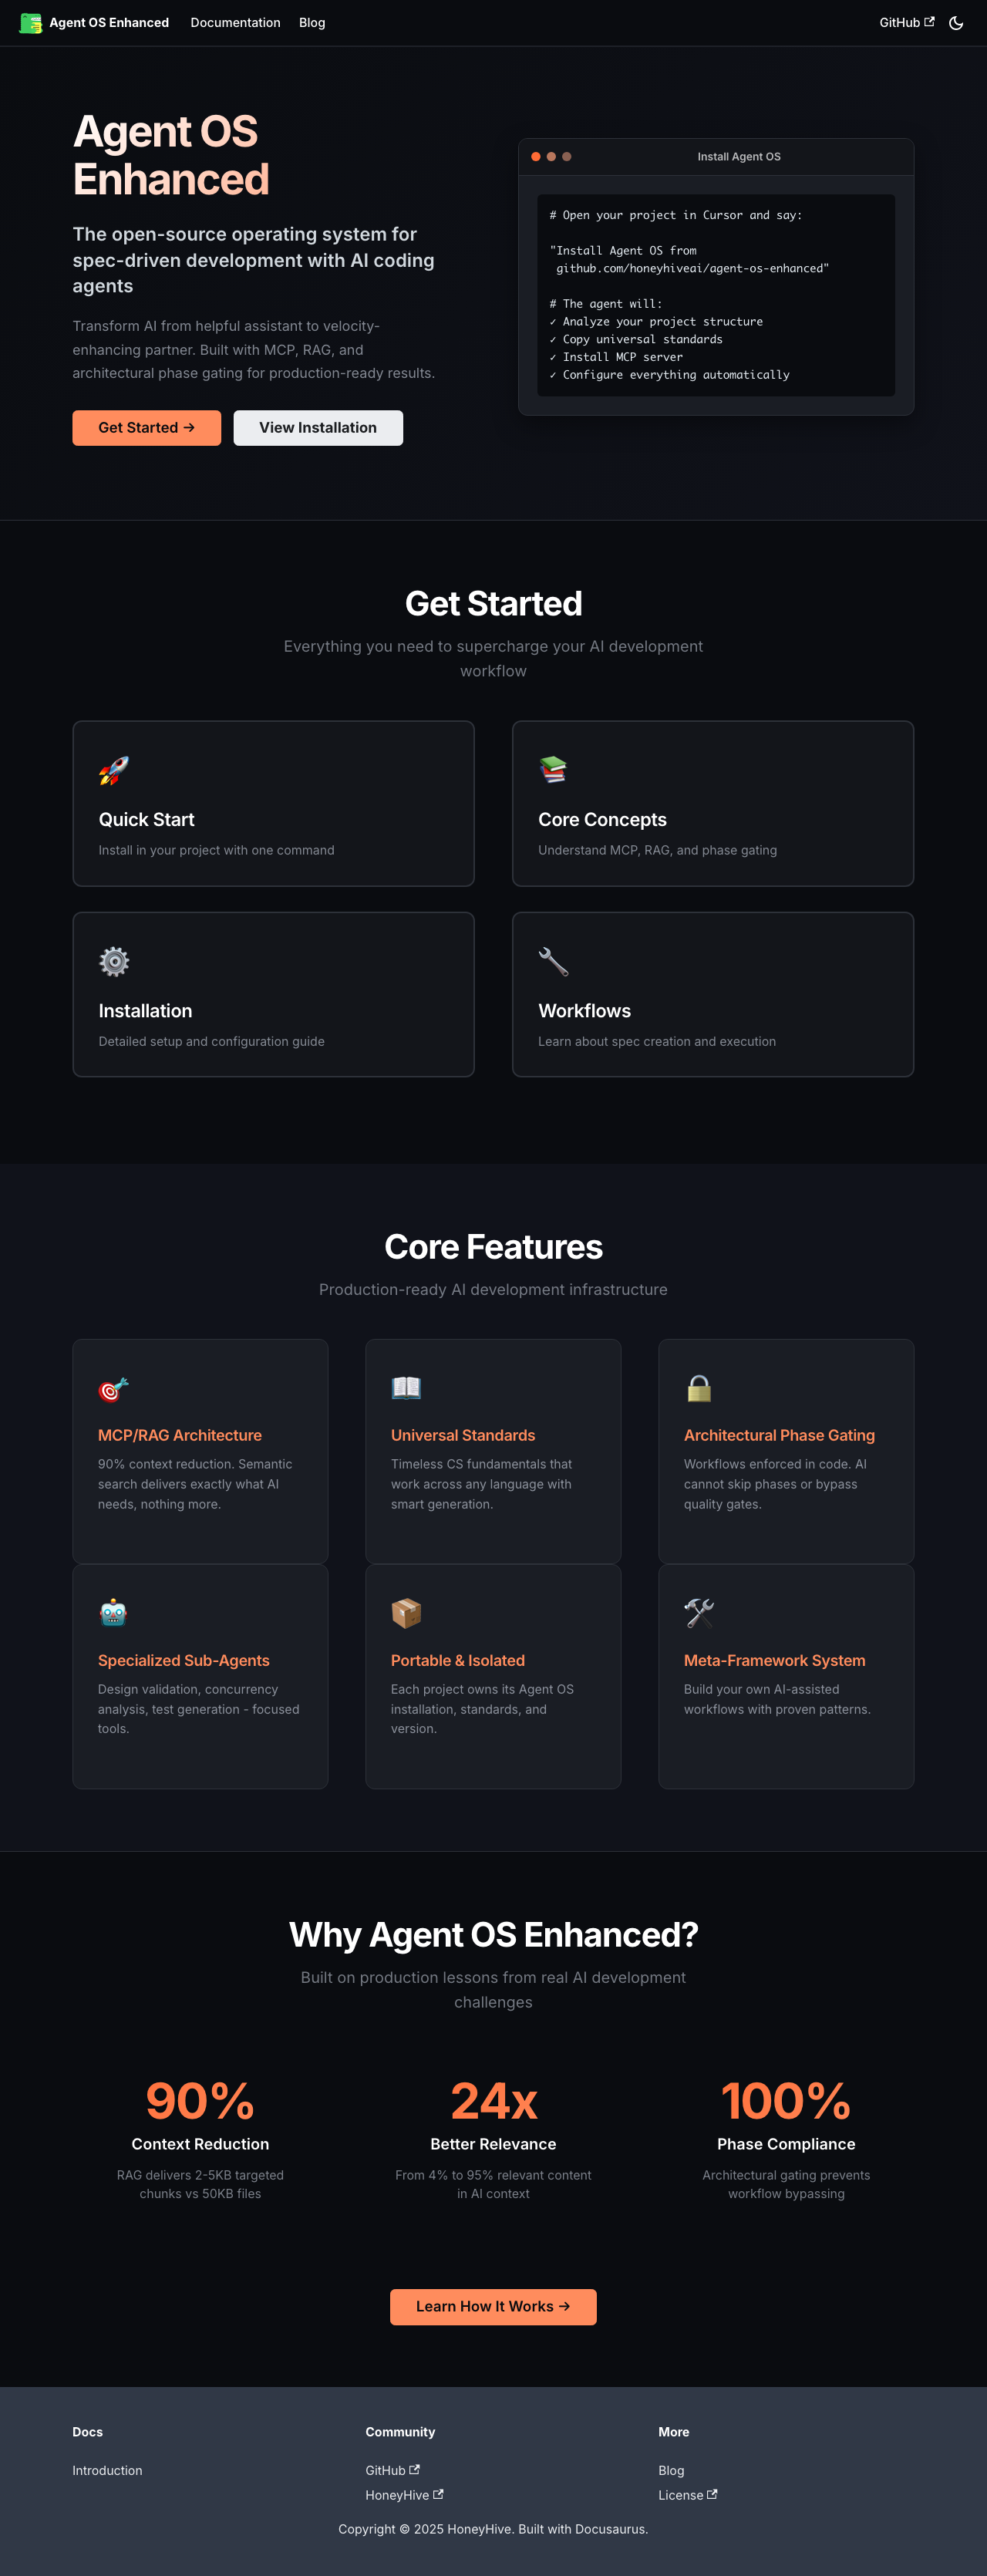 Agent OS Enhanced
Documentation
Blog
GitHub
Agent OS
Enhanced
The open-source operating system for
spec-driven development with AI coding
agents
Transform AI from helpful assistant to velocity-
enhancing partner. Built with MCP, RAG, and
architectural phase gating for production-ready results.
Get Started →
View Installation
Install Agent OS
# Open your project in Cursor and say:
"Install Agent OS from
github.com/honeyhiveai/agent-os-enhanced"
# The agent will:
✓ Analyze your project structure
✓ Copy universal standards
✓ Install MCP server
✓ Configure everything automatically
Get Started
Everything you need to supercharge your AI development
workflow
Quick Start
Install in your project with one command
Core Concepts
Understand MCP, RAG, and phase gating
Installation
Detailed setup and configuration guide
Workflows
Learn about spec creation and execution
Core Features
Production-ready AI development infrastructure
MCP/RAG Architecture
90% context reduction. Semantic
search delivers exactly what AI
needs, nothing more.
Universal Standards
Timeless CS fundamentals that
work across any language with
smart generation.
Architectural Phase Gating
Workflows enforced in code. AI
cannot skip phases or bypass
quality gates.
Specialized Sub-Agents
Design validation, concurrency
analysis, test generation - focused
tools.
Portable & Isolated
Each project owns its Agent OS
installation, standards, and
version.
Meta-Framework System
Build your own AI-assisted
workflows with proven patterns.
Why Agent OS Enhanced?
Built on production lessons from real AI development
challenges
90%
Context Reduction
RAG delivers 2-5KB targeted
chunks vs 50KB files
24x
Better Relevance
From 4% to 95% relevant content
in AI context
100%
Phase Compliance
Architectural gating prevents
workflow bypassing
Learn How It Works →
Docs
Introduction
Community
GitHub
HoneyHive
More
Blog
License
Copyright © 2025 HoneyHive. Built with Docusaurus.